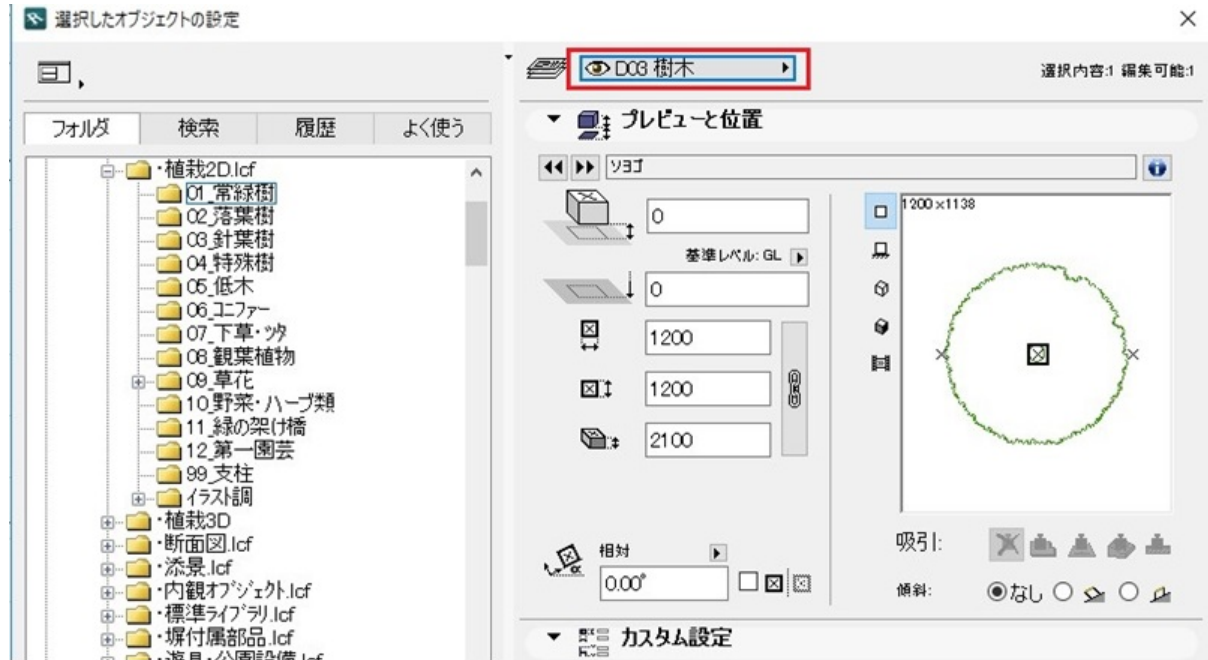 選択したオブジェクトの設定
D03 樹木
選択内容:1 編集可能:1
フォルダ 検索 履歴 よく使う
・植栽2D.lcf
01_常緑樹
02_落葉樹
03_針葉樹
04_特殊樹
05_低木
06_コニファー
07_下草・ツタ
08_観葉植物
09_草花
10_野菜・ハーブ類
11_緑の架け橋
12_第一園芸
99_支柱
イラスト調
・植栽3D
・断面図.lcf
・添景.lcf
・内観オブジェクト.lcf
・標準ライブラリ.lcf
・塀付属部品.lcf
・遊具・公園設備.lcf
プレビューと位置
ソヨゴ
0
基準レベル: GL
0
1200
1200
2100
相対
0.00°
1200×1138
吸引:
傾斜: なし
カスタム設定